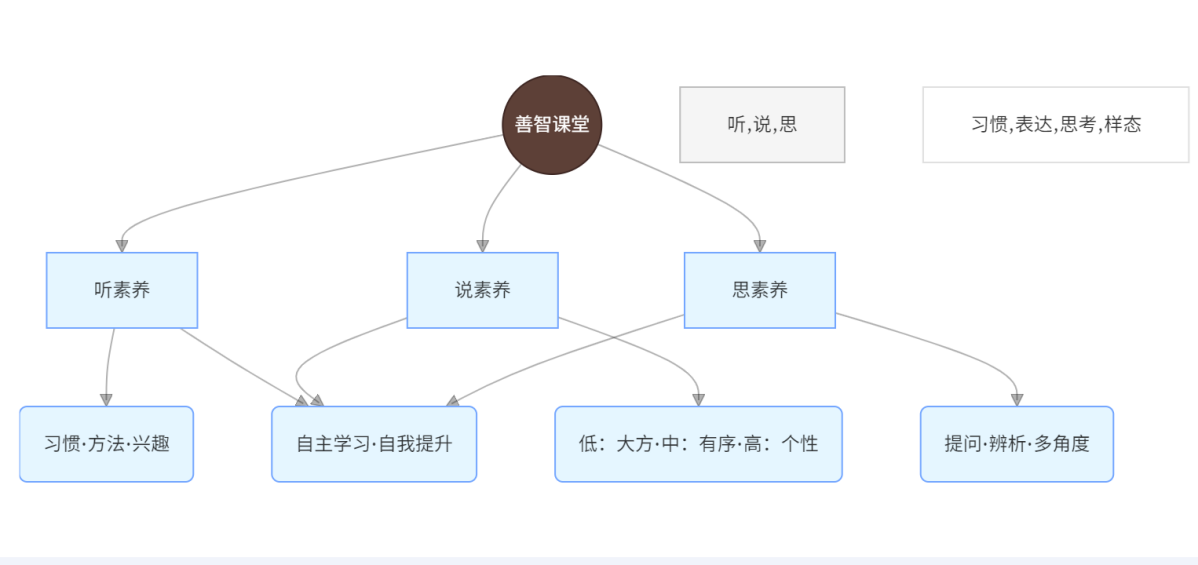 善智课堂
听,说,思
习惯,表达,思考,样态
听素养
说素养
思素养
习惯·方法·兴趣
自主学习·自我提升
低：大方·中：有序·高：个性
提问·辨析·多角度